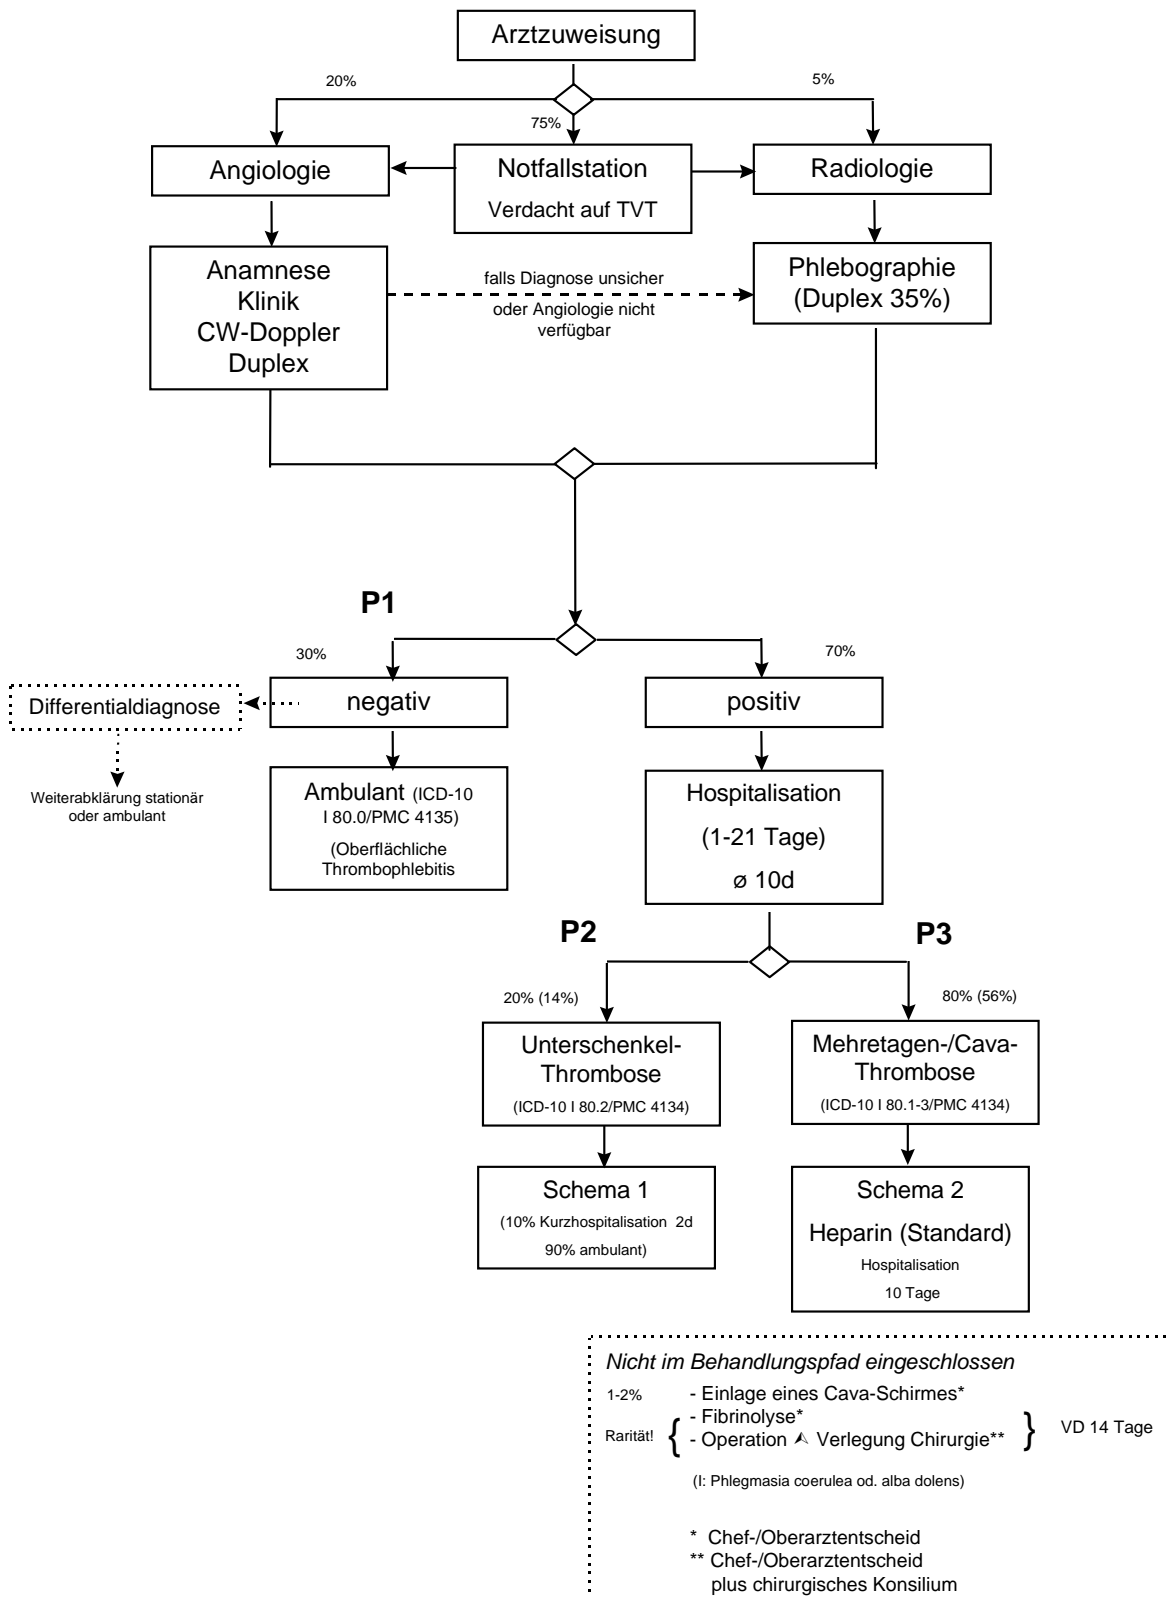 Arztzuweisung
20%
5%
75%
Angiologie
Notfallstation
Verdacht auf TVT
Radiologie
Anamnese
Klinik
CW-Doppler
Duplex
falls Diagnose unsicher
oder Angiologie nicht
verfügbar
Phlebographie
(Duplex 35%)
P1
30%
70%
Differentialdiagnose
negativ
positiv
Weiterabklärung stationär
oder ambulant
Ambulant (ICD-10
I 80.0/PMC 4135)
(Oberflächliche
Thrombophlebitis
Hospitalisation
(1-21 Tage)
ø 10d
P2
P3
20% (14%)
80% (56%)
Unterschenkel-
Thrombose
(ICD-10 I 80.2/PMC 4134)
Mehretagen-/Cava-
Thrombose
(ICD-10 I 80.1-3/PMC 4134)
Schema 1
(10% Kurzhospitalisation 2d
90% ambulant)
Schema 2
Heparin (Standard)
Hospitalisation
10 Tage
Nicht im Behandlungspfad eingeschlossen
1-2% - Einlage eines Cava-Schirmes*
- Fibrinolyse*
Rarität! { - Operation ⮝ Verlegung Chirurgie** } VD 14 Tage
(I: Phlegmasia coerulea od. alba dolens)
* Chef-/Oberarztentscheid
** Chef-/Oberarztentscheid
plus chirurgisches Konsilium